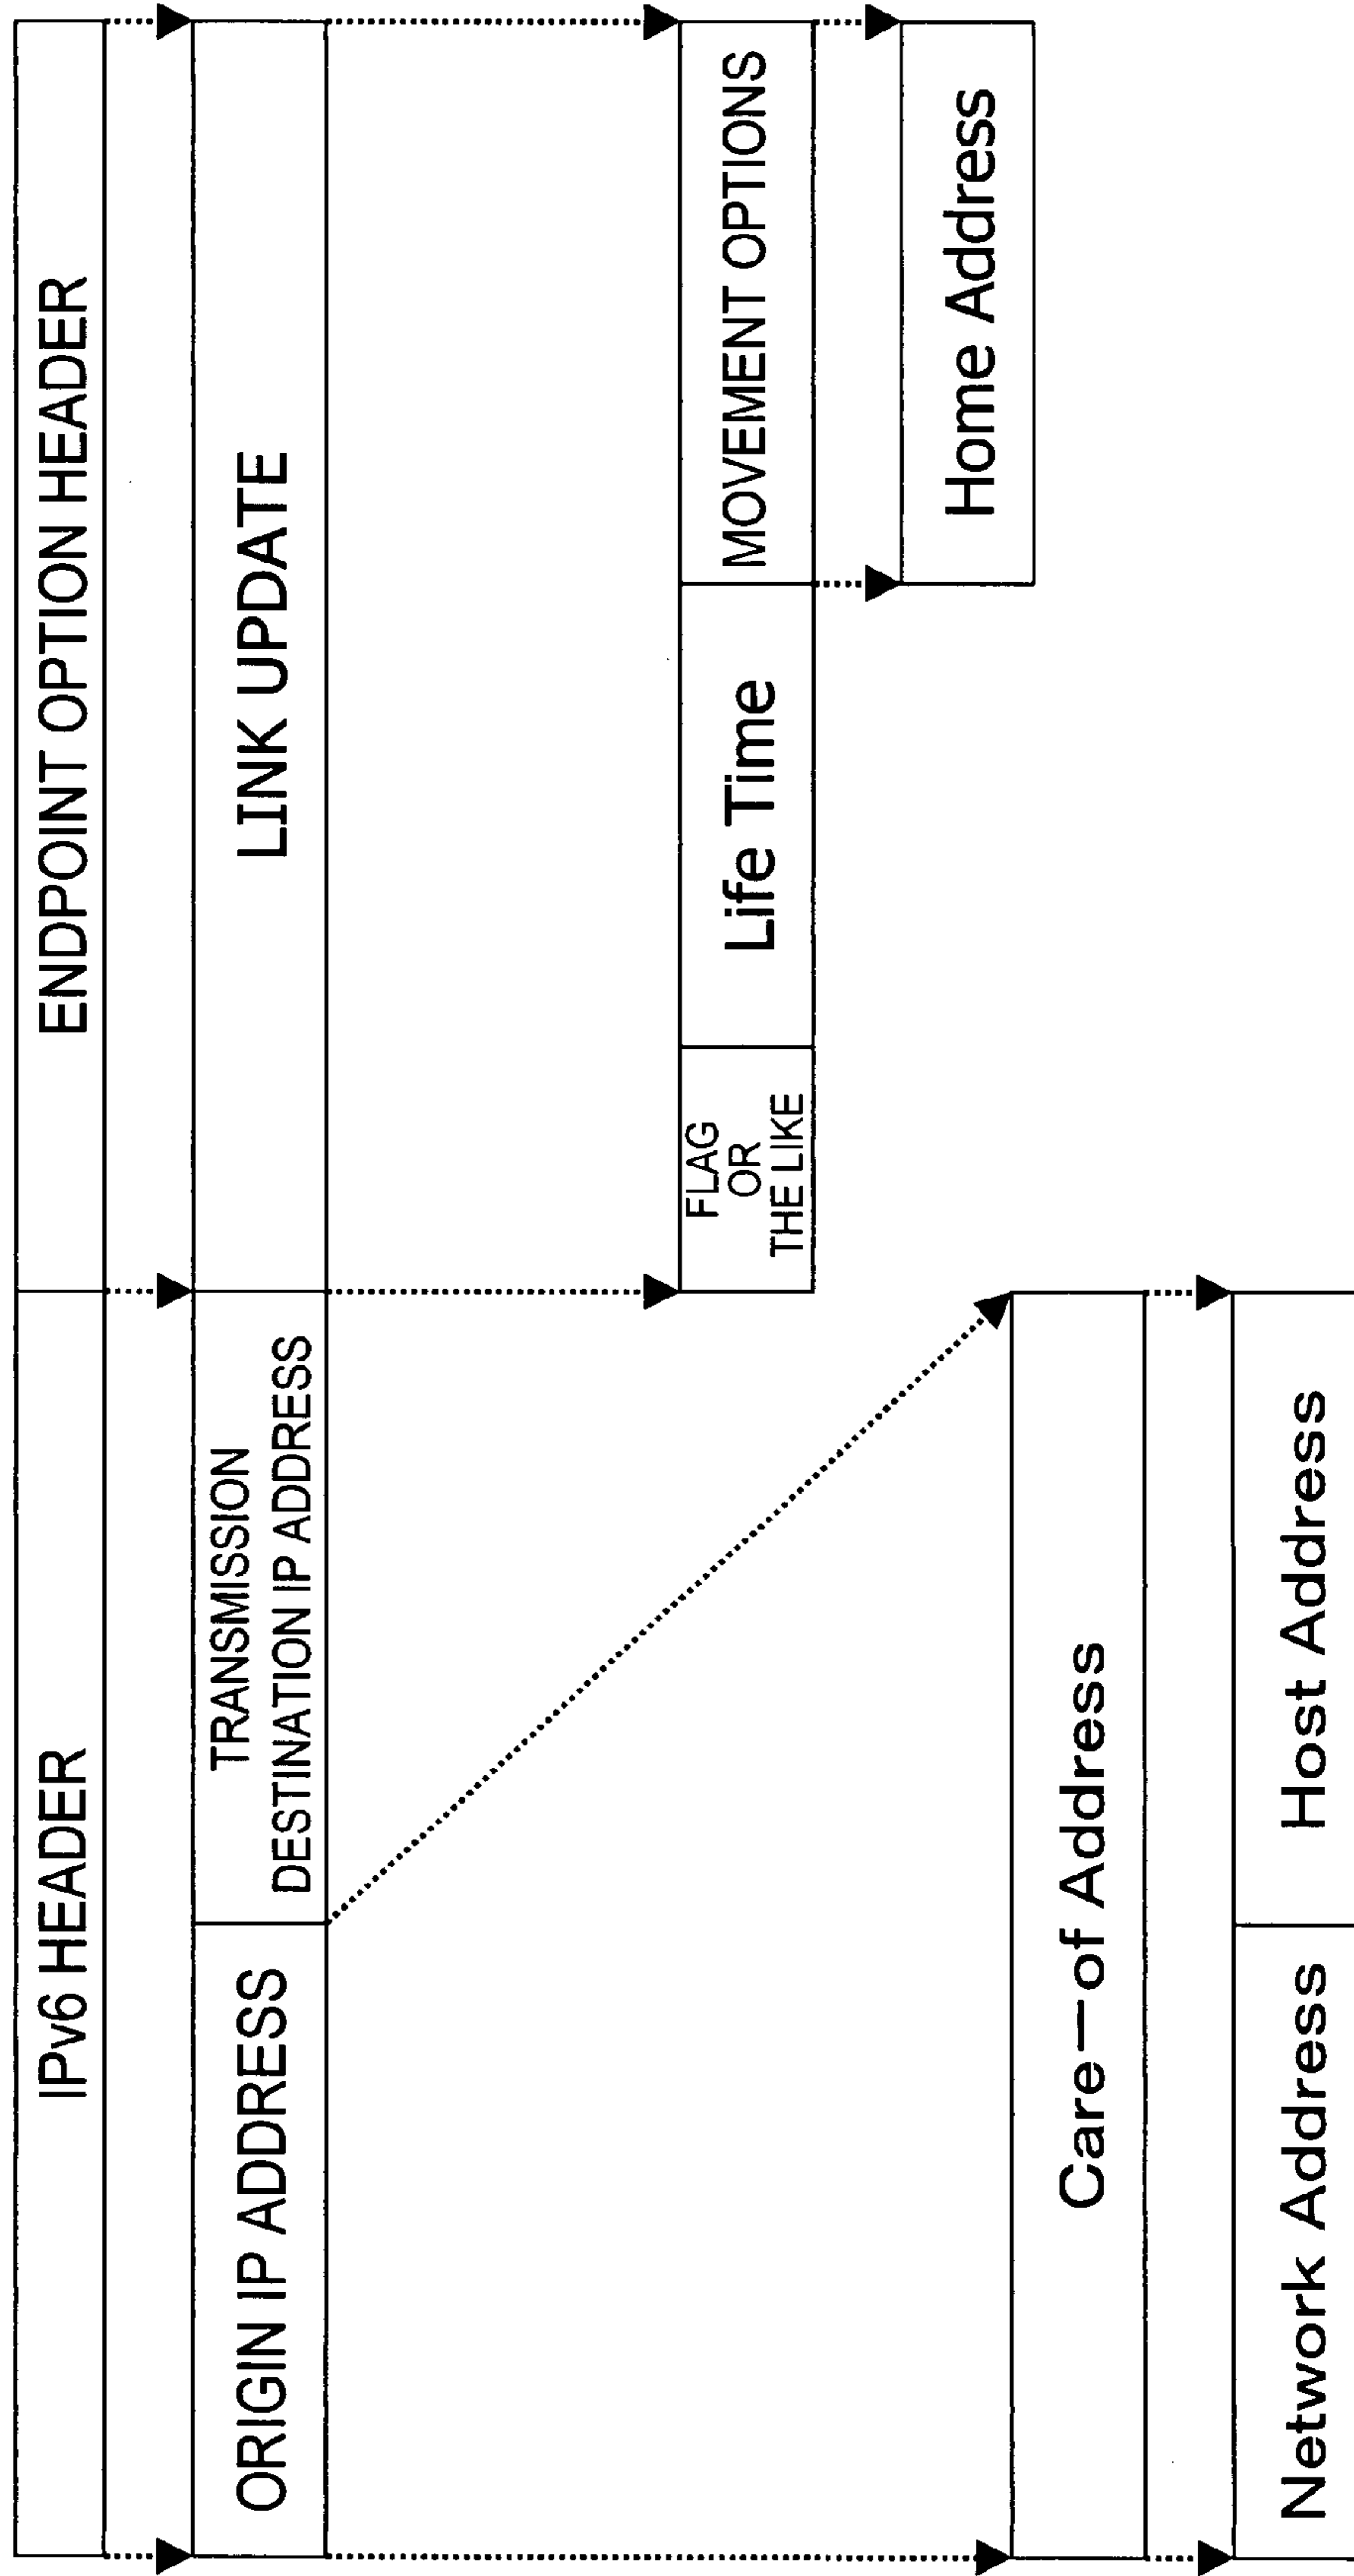 IPv6 HEADER
ENDPOINT OPTION HEADER
ORIGIN IP ADDRESS
TRANSMISSION
DESTINATION IP ADDRESS
LINK UPDATE
FLAG
OR
THE LIKE
Life Time
MOVEMENT OPTIONS
Home Address
Care-of Address
Network Address
Host Address